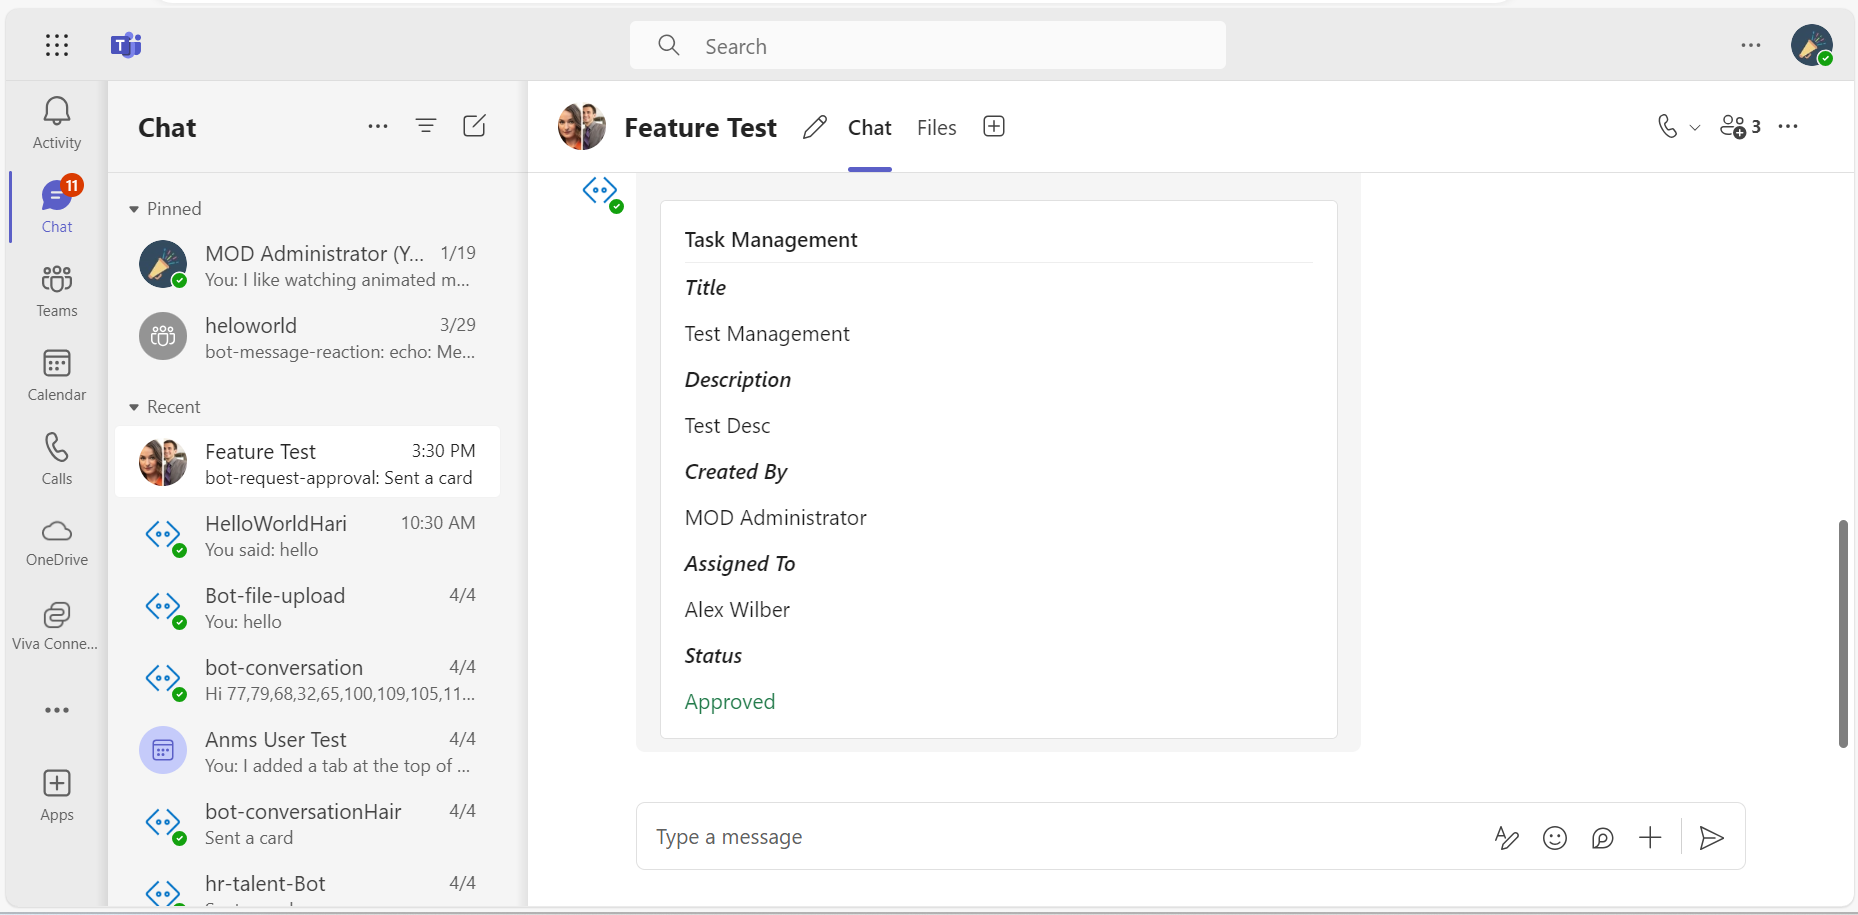 Search
Activity
11
Chat
Teams
Calendar
Calls
OneDrive
Viva Conne...
Apps
Chat
Pinned
MOD Administrator (Y... 1/19
You: I like watching animated m...
heloworld 3/29
bot-message-reaction: echo: Me...
Recent
Feature Test 3:30 PM
bot-request-approval: Sent a card
HelloWorldHari 10:30 AM
You said: hello
Bot-file-upload 4/4
You: hello
bot-conversation 4/4
Hi 77,79,68,32,65,100,109,105,11...
Anms User Test 4/4
You: I added a tab at the top of ...
bot-conversationHair 4/4
Sent a card
hr-talent-Bot 4/4
Feature Test Chat Files 3
Task Management
Title
Test Management
Description
Test Desc
Created By
MOD Administrator
Assigned To
Alex Wilber
Status
Approved
Type a message